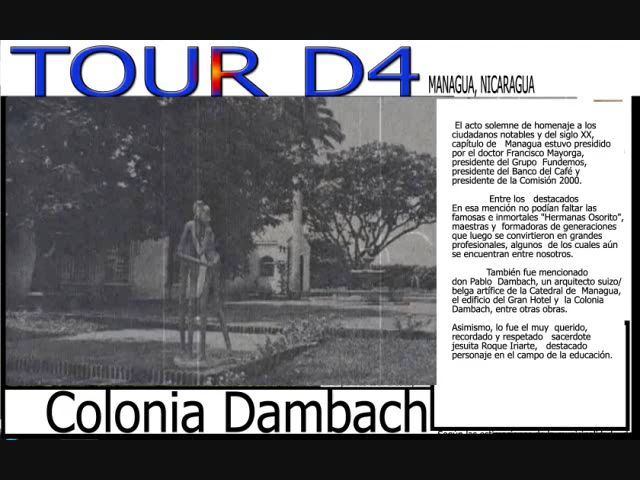 TOUR D4
MANAGUA, NICARAGUA
El acto solemne de homenaje a los
ciudadanos notables y del siglo XX,
capítulo de Managua estuvo presidido
por el doctor Francisco Mayorga,
presidente del Grupo Fundemos,
presidente del Banco del Café y
presidente de la Comisión 2000.
Entre los destacados
En esa mención no podían faltar las
famosas e inmortales "Hermanas Osorito",
maestras y formadoras de generaciones
que luego se convirtieron en grandes
profesionales, algunos de los cuales aún
se encuentran entre nosotros.
También fue mencionado
don Pablo Dambach, un arquitecto suizo/
belga artífice de la Catedral de Managua,
el edificio del Gran Hotel y la Colonia
Dambach, entre otras obras.
Asimismo, lo fue el muy querido,
recordado y respetado sacerdote
jesuita Roque Iriarte, destacado
personaje en el campo de la educación.
Colonia Dambach